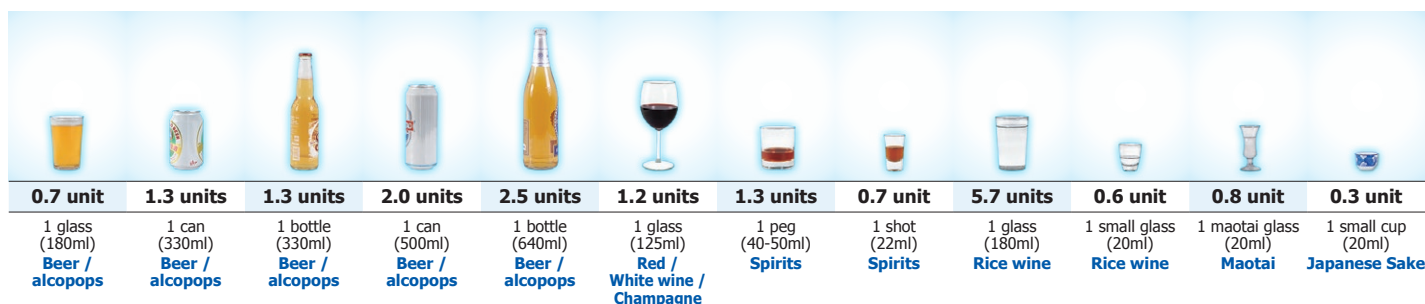 0.7 unit
1.3 units
1.3 units
2.0 units
2.5 units
1.2 units
1.3 units
0.7 unit
5.7 units
0.6 unit
0.8 unit
0.3 unit
1 glass
(180ml)
Beer /
alcopops
1 can
(330ml)
Beer /
alcopops
1 bottle
(330ml)
Beer /
alcopops
1 can
(500ml)
Beer /
alcopops
1 bottle
(640ml)
Beer /
alcopops
1 glass
(125ml)
Red /
White wine /
Champagne
1 peg
(40-50ml)
Spirits
1 shot
(22ml)
Spirits
1 glass
(180ml)
Rice wine
1 small glass
(20ml)
Rice wine
1 maotai glass
(20ml)
Maotai
1 small cup
(20ml)
Japanese Sake